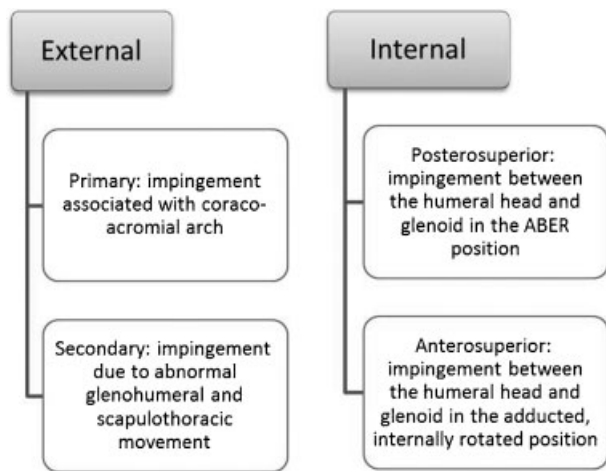 External
Primary: impingement
associated with coraco-
acromial arch
Secondary: impingement
due to abnormal
glenohumeral and
scapulothoracic
movement
Internal
Posterosuperior:
impingement between
the humeral head and
glenoid in the ABER
position
Anterosuperior:
impingement between
the humeral head and
glenoid in the adducted,
internally rotated position